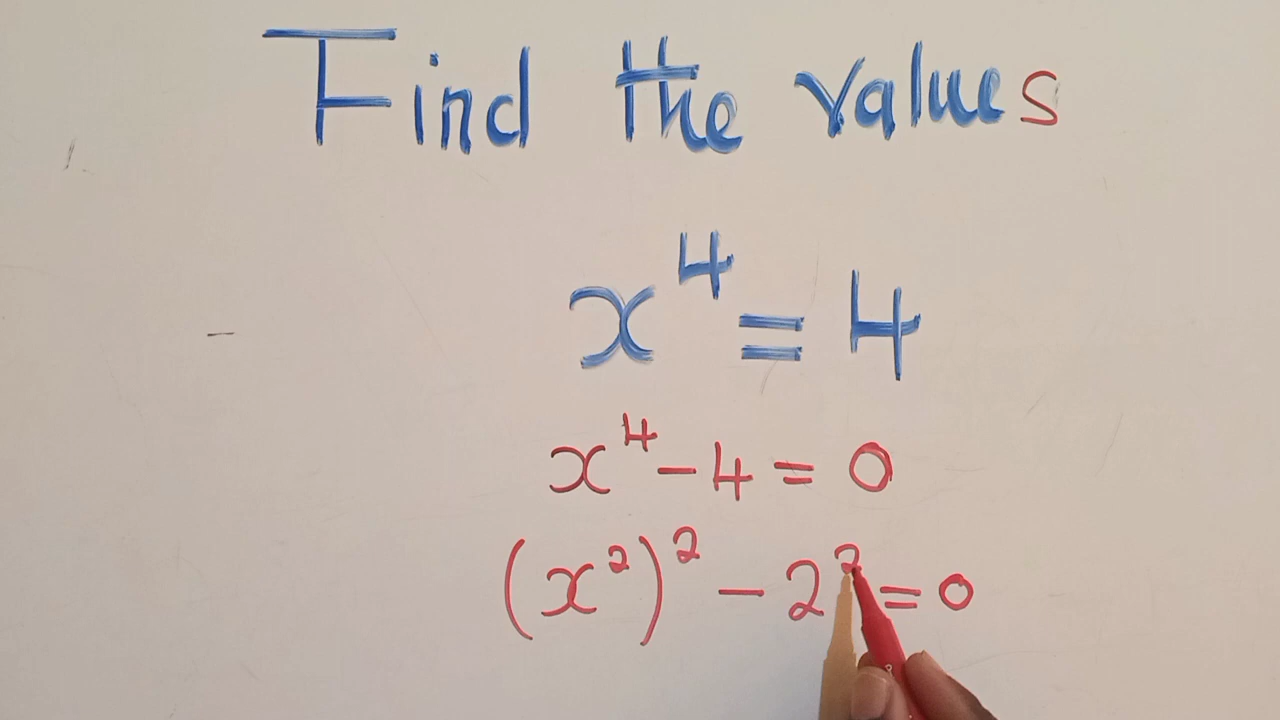 Find the values
x⁴ = 4
x⁴ - 4 = 0
(x²)² - 2² = 0